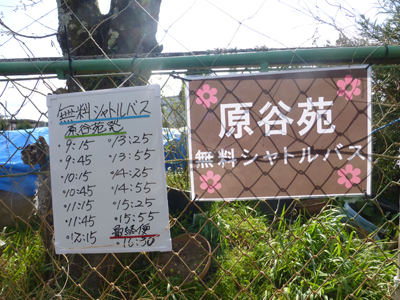 無料シャトルバス
原谷苑発
・9:15 ・13:25
・9:45 ・13:55
・10:15 ・14:25
・10:45 ・14:55
・11:15 ・15:25
・11:45 ・15:55
・12:15 最終便
・16:30
原谷苑
無料シャトルバス